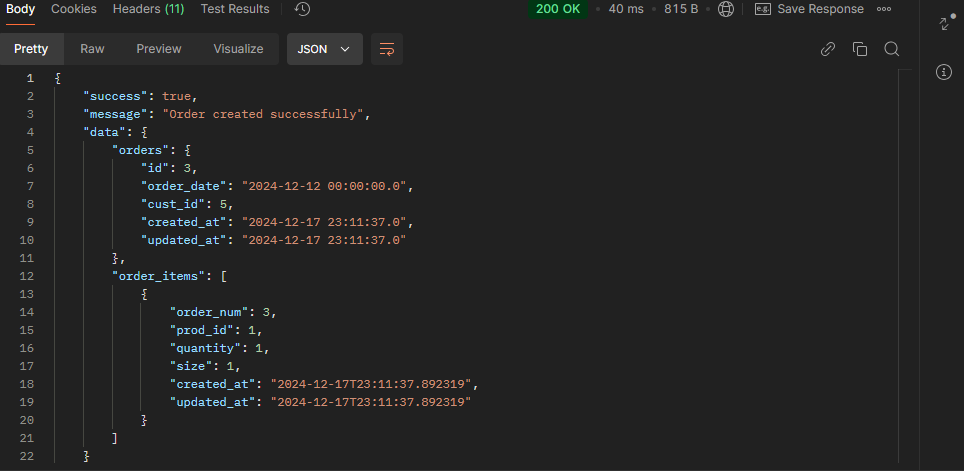 Body Cookies Headers (11) Test Results 200 OK 40 ms 815 B e.g. Save Response
Pretty Raw Preview Visualize JSON
1 {
2 "success": true,
3 "message": "Order created successfully",
4 "data": {
5 "orders": {
6 "id": 3,
7 "order_date": "2024-12-12 00:00:00.0",
8 "cust_id": 5,
9 "created_at": "2024-12-17 23:11:37.0",
10 "updated_at": "2024-12-17 23:11:37.0"
11 },
12 "order_items": [
13 {
14 "order_num": 3,
15 "prod_id": 1,
16 "quantity": 1,
17 "size": 1,
18 "created_at": "2024-12-17T23:11:37.892319",
19 "updated_at": "2024-12-17T23:11:37.892319"
20 }
21 ]
22 }